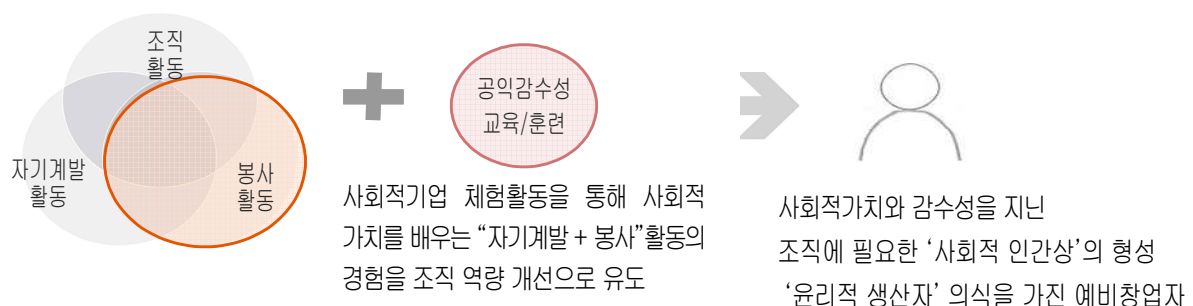 조직
활동
자기계발
활동
봉사
활동
공익감수성
교육/훈련
사회적기업 체험활동을 통해 사회적
가치를 배우는 “자기계발 + 봉사”활동의
경험을 조직 역량 개선으로 유도
사회적가치와 감수성을 지닌
조직에 필요한 ‘사회적 인간상’의 형성
‘윤리적 생산자’ 의식을 가진 예비창업자